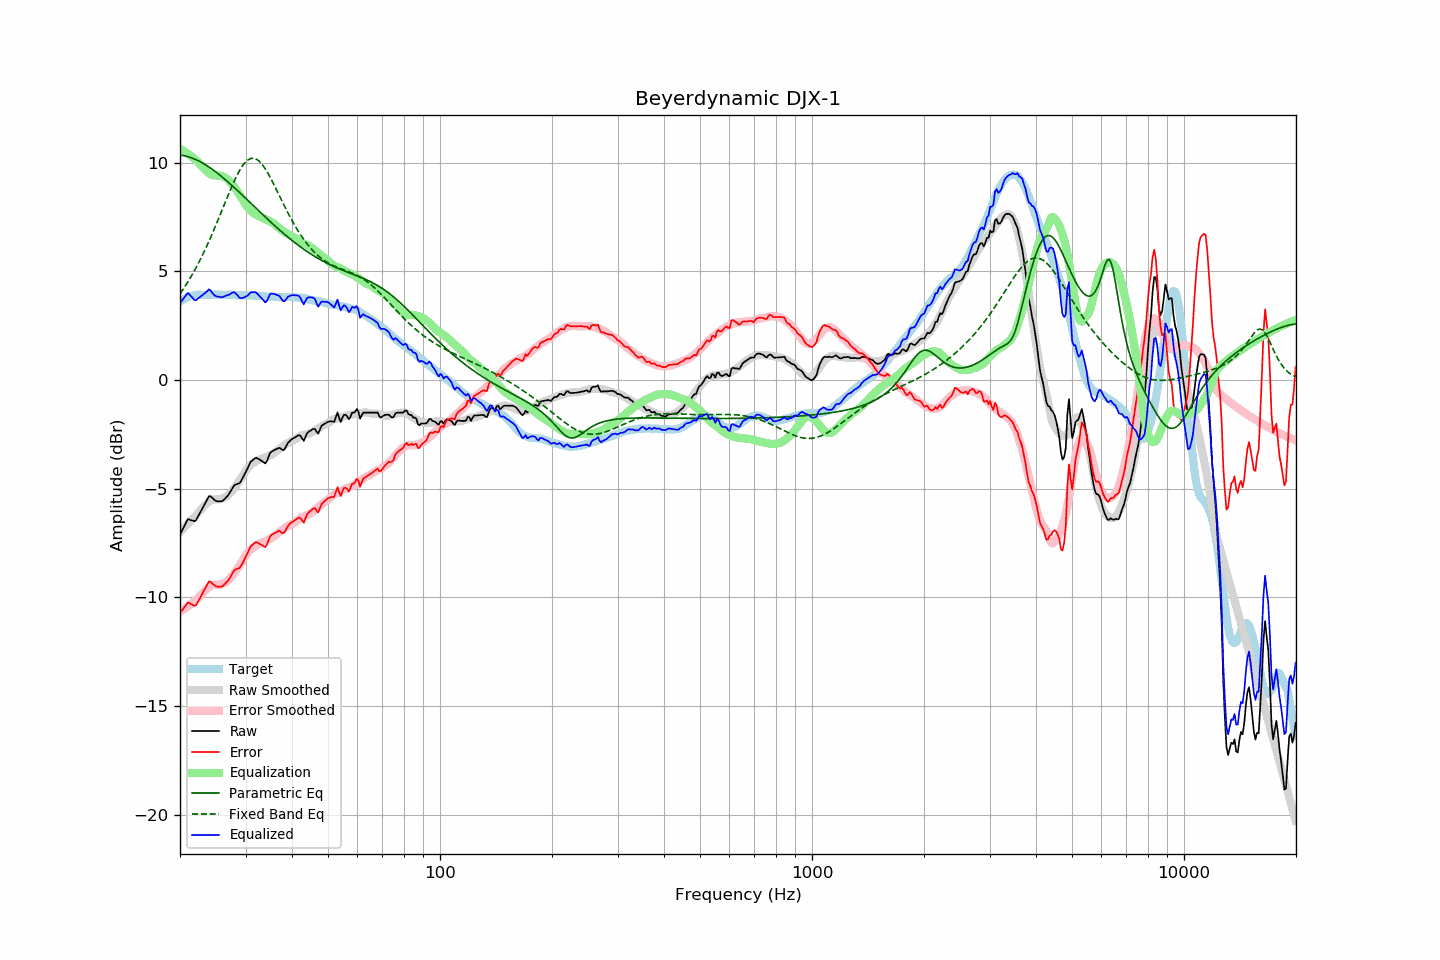 Beyerdynamic DJX-1
Amplitude (dBr)
10
5
0
−5
−10
−15
−20
Target
Raw Smoothed
Error Smoothed
Raw
Error
Equalization
Parametric Eq
Fixed Band Eq
Equalized
100
1000
10000
Frequency (Hz)